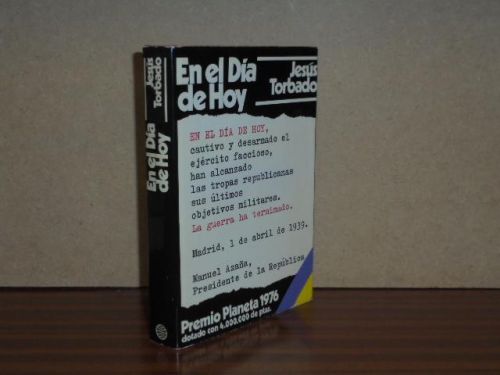 En el Día
de Hoy
Jesús
Torbado
En el Día
de Hoy
Jesús
Torbado
EN EL DÍA DE HOY,
cautivo y desarmado el
ejército faccioso,
han alcanzado
las tropas republicanas
sus últimos
objetivos militares.
La guerra ha terminado.
Madrid, 1 de abril de 1939.
Manuel Azaña,
Presidente de la República
Premio Planeta 1976
dotado con 4.000.000 de ptas.